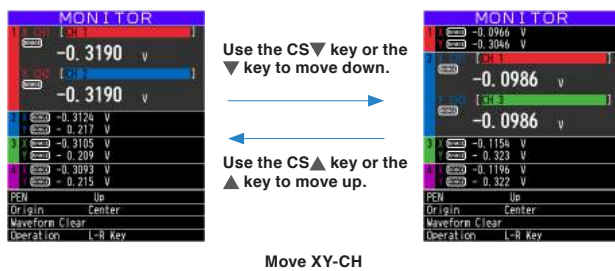 MONITOR
1 X CH1 [ CH 1 ]
-0.3190 V
Y CH2 [ CH 2 ]
-0.3190 V
2 X -0.3124 V
Y -0.217 V
3 X -0.3105 V
Y -0.209 V
X -0.3093 V
Y -0.215 V
PEN Up
Origin Center
Waveform Clear
Operation L-R Key
Use the CS▼ key or the
▼ key to move down.
Use the CS▲ key or the
▲ key to move up.
MONITOR
1 X -0.0966 V
Y -0.3046 V
2 [ CH 1 ]
-0.0986 V
[ CH 3 ]
-0.0986 V
3 X -0.1154 V
Y -0.323 V
X -0.1196 V
Y -0.322 V
PEN Up
Origin Center
Waveform Clear
Operation L-R Key
Move XY-CH